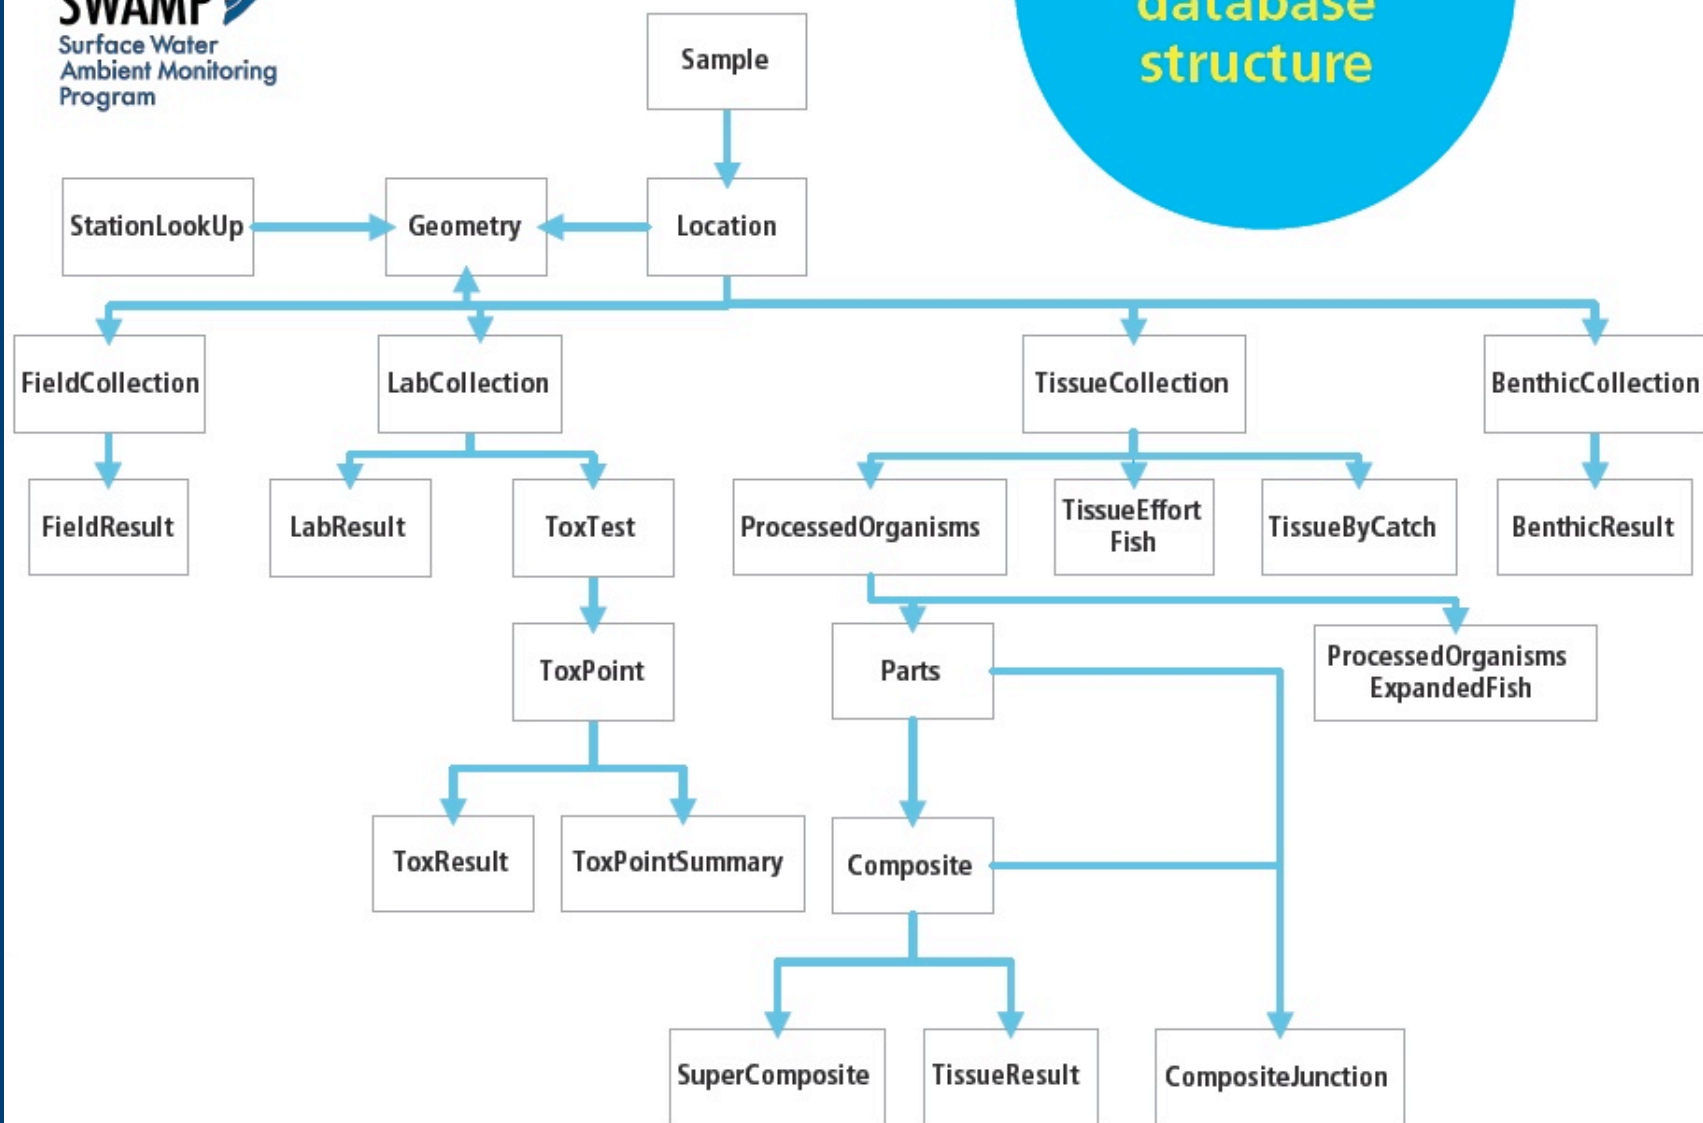 SWAMP
Surface Water
Ambient Monitoring
Program
database
structure
Sample
StationLookUp
Geometry
Location
FieldCollection
LabCollection
TissueCollection
BenthicCollection
FieldResult
LabResult
ToxTest
ProcessedOrganisms
TissueEffort
Fish
TissueByCatch
BenthicResult
ToxPoint
Parts
ProcessedOrganisms
ExpandedFish
ToxResult
ToxPointSummary
Composite
SuperComposite
TissueResult
CompositeJunction